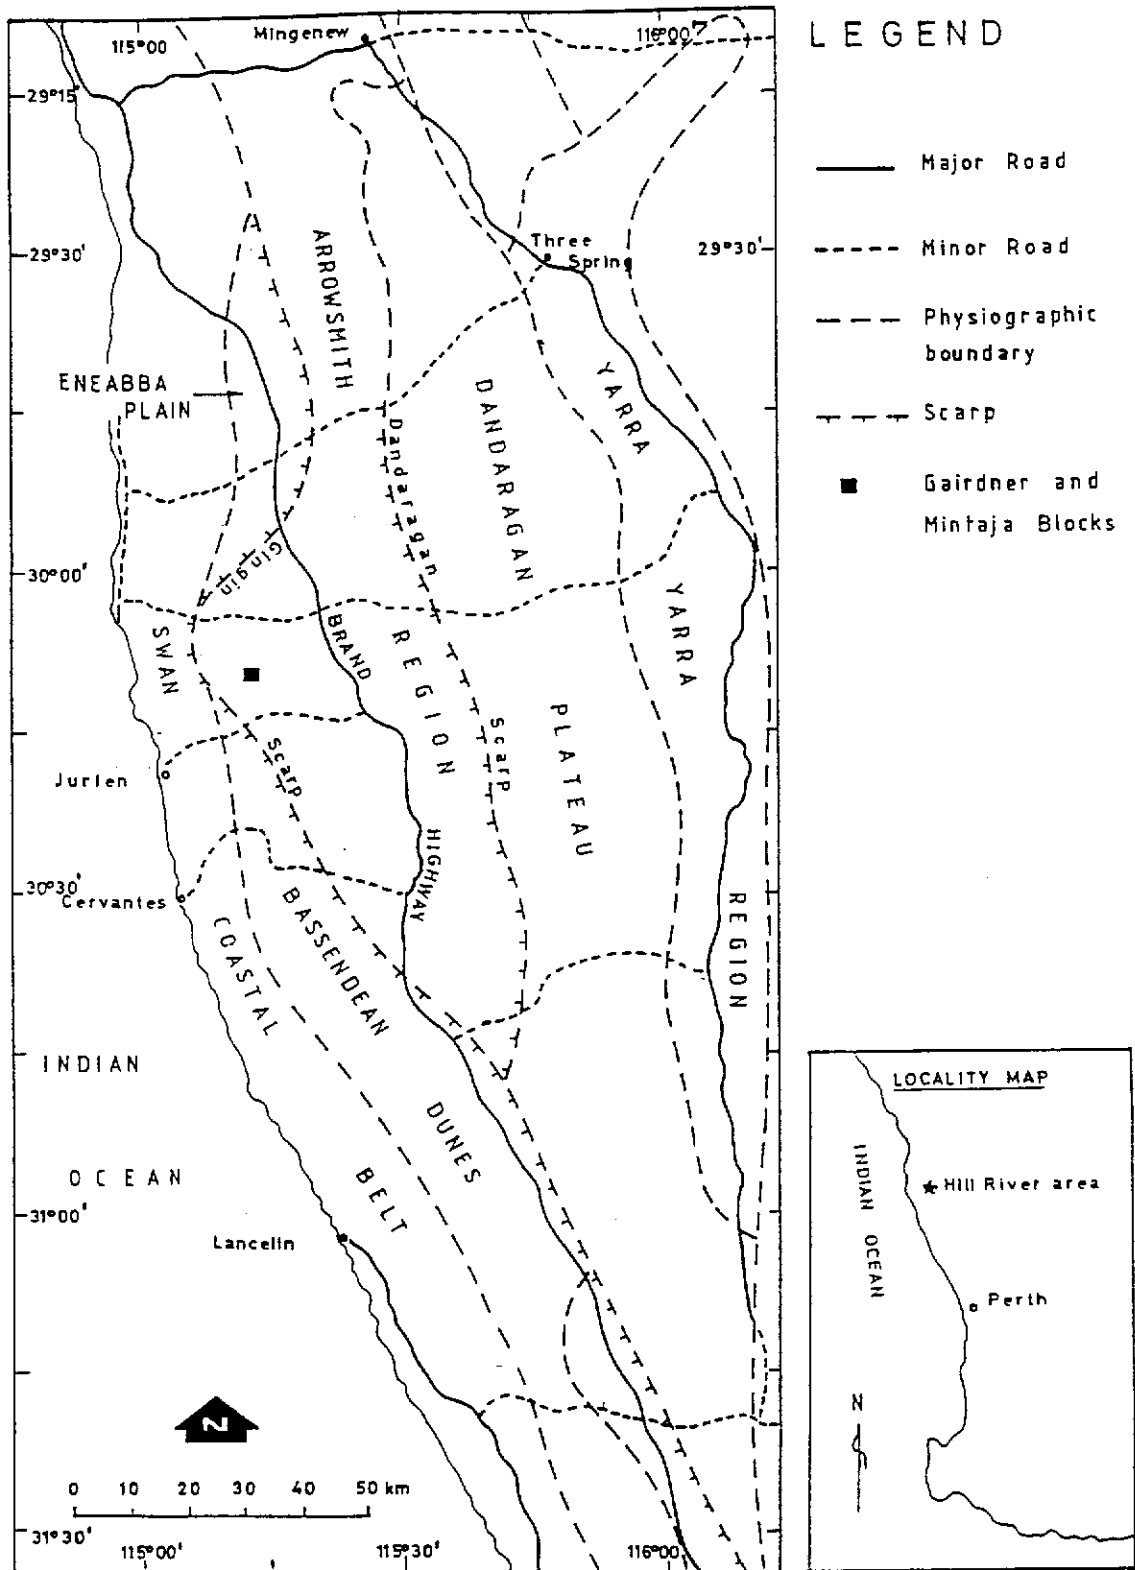 115°00
Mingenew
116°00'
LEGEND
29°15'
Major Road
Minor Road
Physiographic
boundary
Scarp
Gairdner and
Mintaja Blocks
29°30'
Three
Spring
29°30'
ARROWSMITH
ENEABBA
PLAIN
YARRA
DANDARAGAN
Dandaragan
Gingin
30°00'
SWAN
BRAND
REGION
YARRA
PLATEAU
Scarp
Scarp
Jurien
HIGHWAY
20°30'
Cervantes
COASTAL
BASSENDEAN
REGION
INDIAN
OCEAN
DUNES
BELT
31°00'
Lancelin
N
0 10 20 30 40 50 km
31°30'
115°00'
115°30'
116°00'
LOCALITY MAP
INDIAN OCEAN
Hill River area
Perth
N